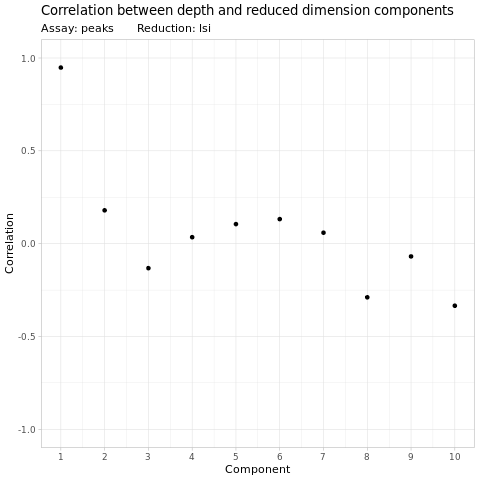 Correlation between depth and reduced dimension components
Assay: peaks Reduction: lsi
1.0
0.5
0.0
-0.5
-1.0
Correlation
1 2 3 4 5 6 7 8 9 10
Component